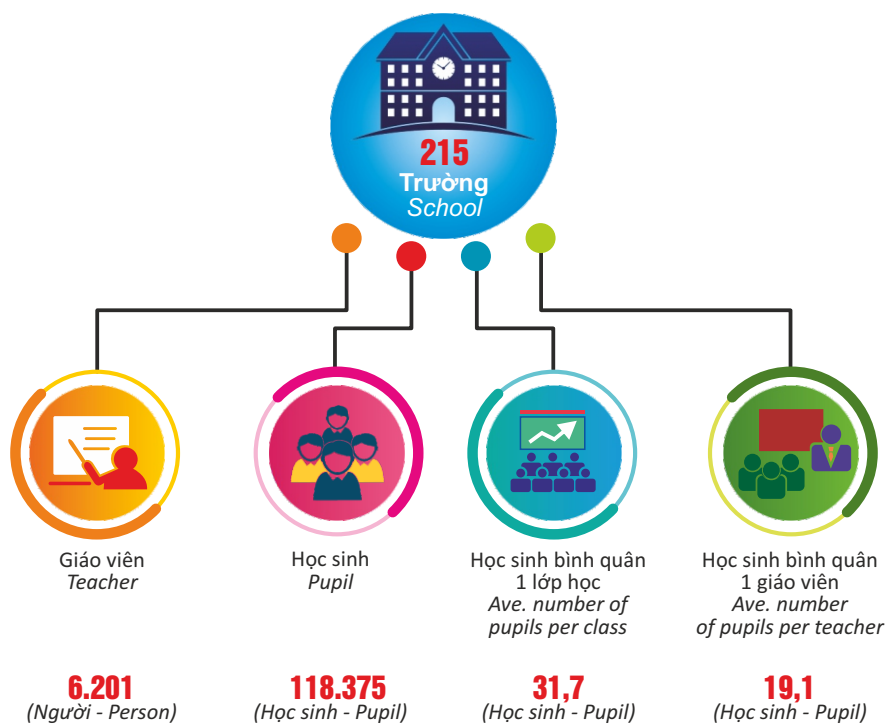 215
Trường
School
Giáo viên
Teacher
6.201
(Người - Person)
Học sinh
Pupil
118.375
(Học sinh - Pupil)
Học sinh bình quân
1 lớp học
Ave. number of
pupils per class
31,7
(Học sinh - Pupil)
Học sinh bình quân
1 giáo viên
Ave. number
of pupils per teacher
19,1
(Học sinh - Pupil)